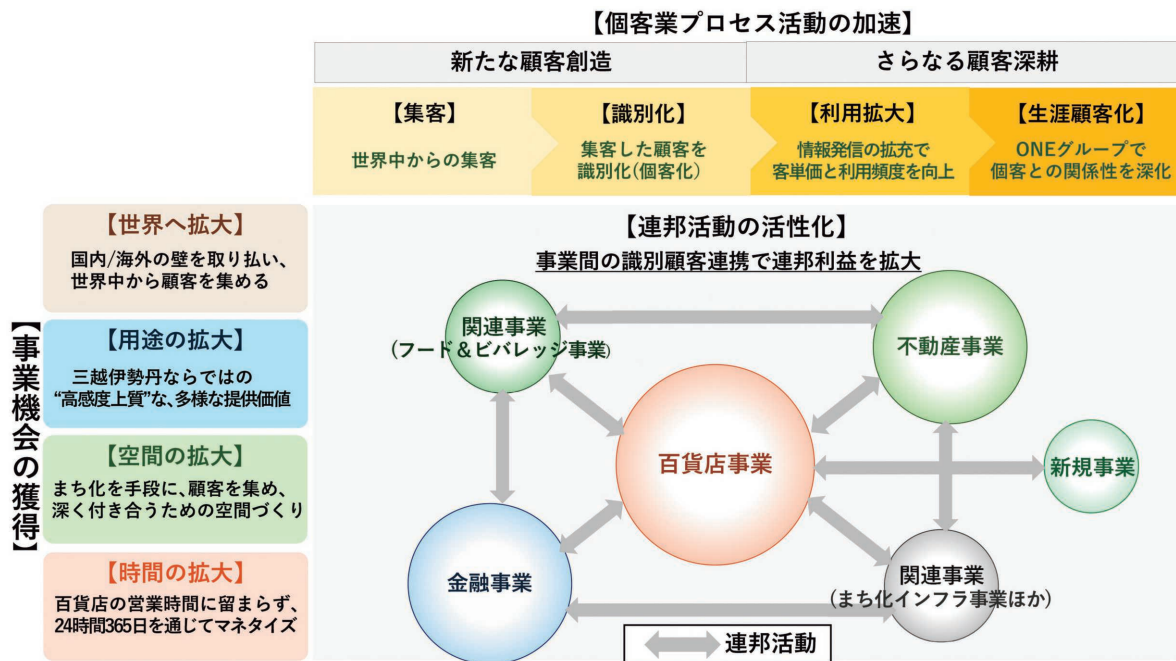 【個客業プロセス活動の加速】
新たな顧客創造
さらなる顧客深耕
【集客】
世界中からの集客
【識別化】
集客した顧客を
識別化(個客化)
【利用拡大】
情報発信の拡充で
客単価と利用頻度を向上
【生涯顧客化】
ONEグループで
個客との関係性を深化
【事業機会の獲得】
【世界へ拡大】
国内/海外の壁を取り払い、
世界中から顧客を集める
【用途の拡大】
三越伊勢丹ならではの
“高感度上質”な、多様な提供価値
【空間の拡大】
まち化を手段に、顧客を集め、
深く付き合うための空間づくり
【時間の拡大】
百貨店の営業時間に留まらず、
24時間365日を通じてマネタイズ
【連邦活動の活性化】
事業間の識別顧客連携で連邦利益を拡大
関連事業
(フード＆ビバレッジ事業)
不動産事業
百貨店事業
新規事業
金融事業
関連事業
(まち化インフラ事業ほか)
連邦活動